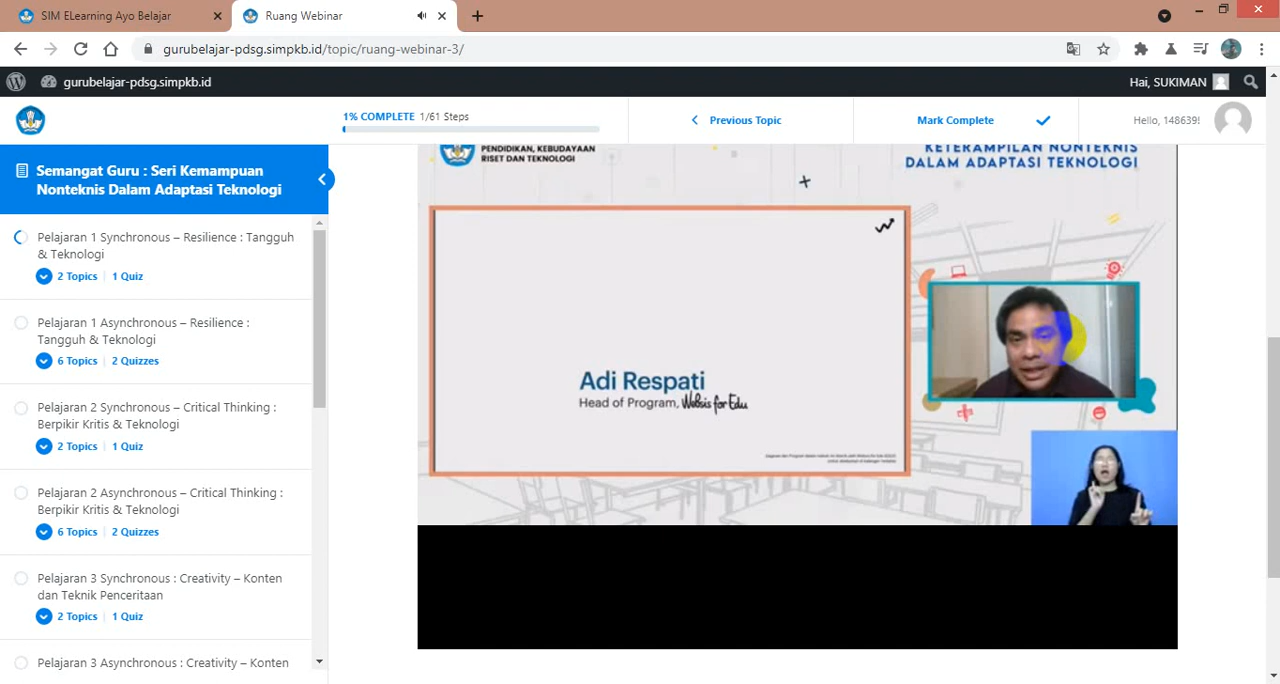 SIM ELearning Ayo Belajar
Ruang Webinar
gurubelajar-pdsg.simpkb.id/topic/ruang-webinar-3/
gurubelajar-pdsg.simpkb.id
Hai, SUKIMAN
1% COMPLETE 1/61 Steps
Previous Topic
Mark Complete
Hello, 148639!
Semangat Guru : Seri Kemampuan
Nonteknis Dalam Adaptasi Teknologi
Pelajaran 1 Synchronous – Resilience : Tangguh
& Teknologi
2 Topics | 1 Quiz
Pelajaran 1 Asynchronous – Resilience :
Tangguh & Teknologi
6 Topics | 2 Quizzes
Pelajaran 2 Synchronous – Critical Thinking :
Berpikir Kritis & Teknologi
2 Topics | 1 Quiz
Pelajaran 2 Asynchronous – Critical Thinking :
Berpikir Kritis & Teknologi
6 Topics | 2 Quizzes
Pelajaran 3 Synchronous : Creativity – Konten
dan Teknik Penceritaan
2 Topics | 1 Quiz
Pelajaran 3 Asynchronous : Creativity – Konten
PENDIDIKAN, KEBUDAYAAN
RISET DAN TEKNOLOGI
KETERAMPILAN NONTEKNIS
DALAM ADAPTASI TEKNOLOGI
Adi Respati
Head of Program, Websis for Edu